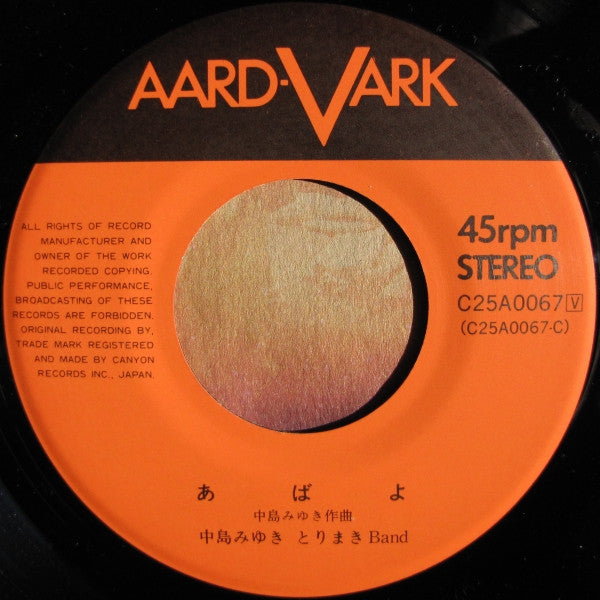 AARD-VARK
ALL RIGHTS OF RECORD
MANUFACTURER AND
OWNER OF THE WORK
RECORDED COPYING.
PUBLIC PERFORMANCE,
BROADCASTING OF THESE
RECORDS ARE FORBIDDEN.
ORIGINAL RECORDING BY,
TRADE MARK REGISTERED
AND MADE BY CANYON
RECORDS INC., JAPAN.
45rpm
STEREO
C25A0067 V
(C25A0067-C)
あばよ
中島みゆき作曲
中島みゆき とりまき Band